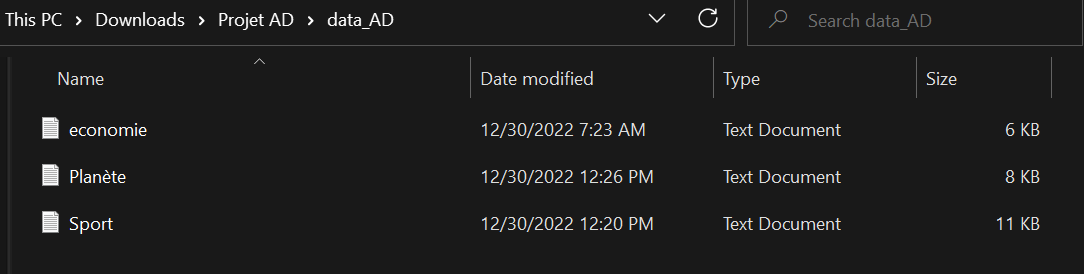 This PC > Downloads > Projet AD > data_AD Search data_AD
Name Date modified Type Size
economie 12/30/2022 7:23 AM Text Document 6 KB
Planète 12/30/2022 12:26 PM Text Document 8 KB
Sport 12/30/2022 12:20 PM Text Document 11 KB